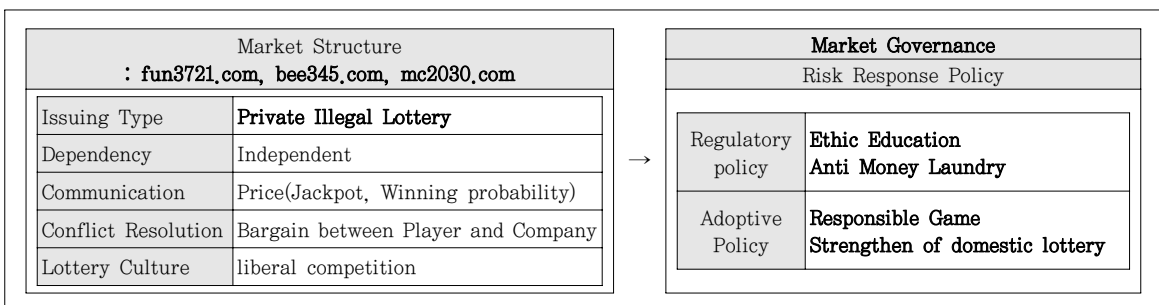 Market Structure
: fun3721.com, bee345.com, mc2030.com
Issuing Type Private Illegal Lottery
Dependency Independent
Communication Price(Jackpot, Winning probability)
Conflict Resolution Bargain between Player and Company
Lottery Culture liberal competition
→
Market Governance
Risk Response Policy
Regulatory policy Ethic Education
Anti Money Laundry
Adoptive Policy Responsible Game
Strengthen of domestic lottery